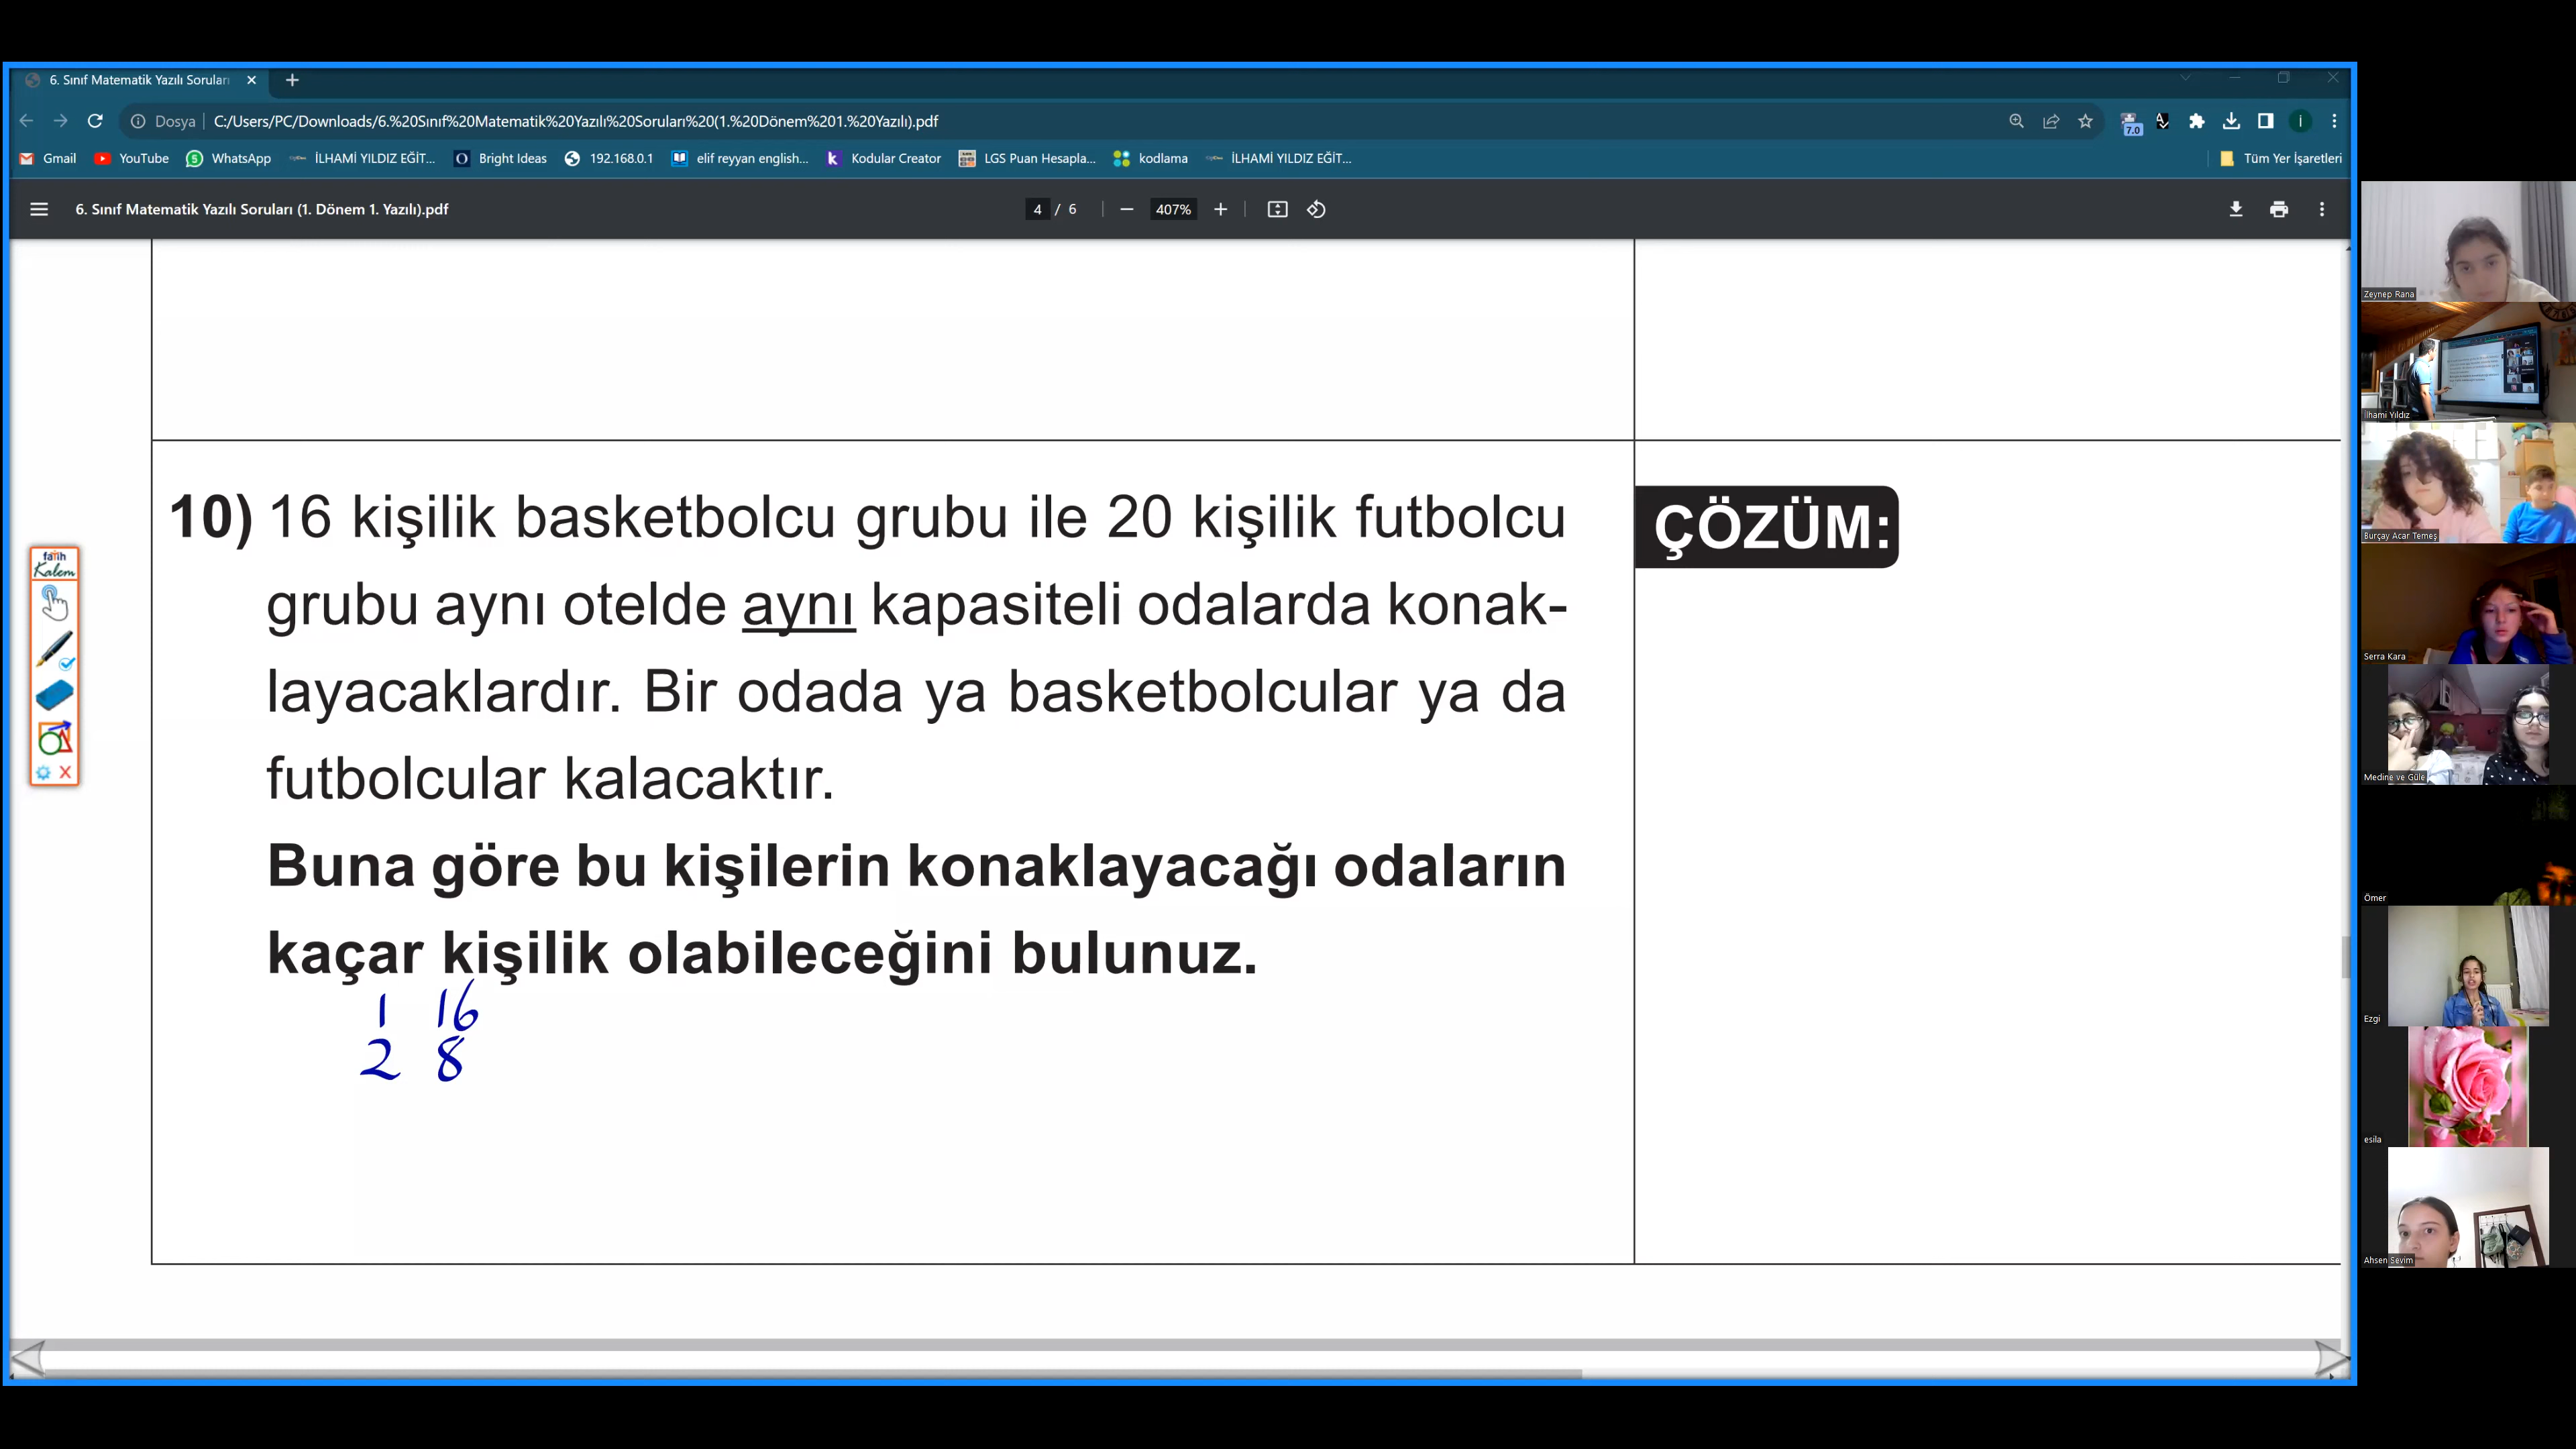 6. Sınıf Matematik Yazılı Soruları
Dosya C:/Users/PC/Downloads/6.%20Sınıf%20Matematik%20Yazılı%20Soruları%20(1.%20Dönem%201.%20Yazılı).pdf
7.0
i
Gmail YouTube WhatsApp İLHAMİ YILDIZ EĞİT... Bright Ideas 192.168.0.1 elif reyyan english... Kodular Creator LGS Puan Hesapla... kodlama İLHAMİ YILDIZ EĞİT... Tüm Yer İşaretleri
6. Sınıf Matematik Yazılı Soruları (1. Dönem 1. Yazılı).pdf 4 / 6 407%
10) 16 kişilik basketbolcu grubu ile 20 kişilik futbolcu
grubu aynı otelde aynı kapasiteli odalarda konak-
layacaklardır. Bir odada ya basketbolcular ya da
futbolcular kalacaktır.
Buna göre bu kişilerin konaklayacağı odaların
kaçar kişilik olabileceğini bulunuz.
1 16
2 8
ÇÖZÜM:
fatih
Kalem
Zeynep Rana
ilhami Yıldız
Burçay Acar Temeş
Serra Kara
Medine ve Güle
Ömer
Ezgi
esila
Ahsen Sevim